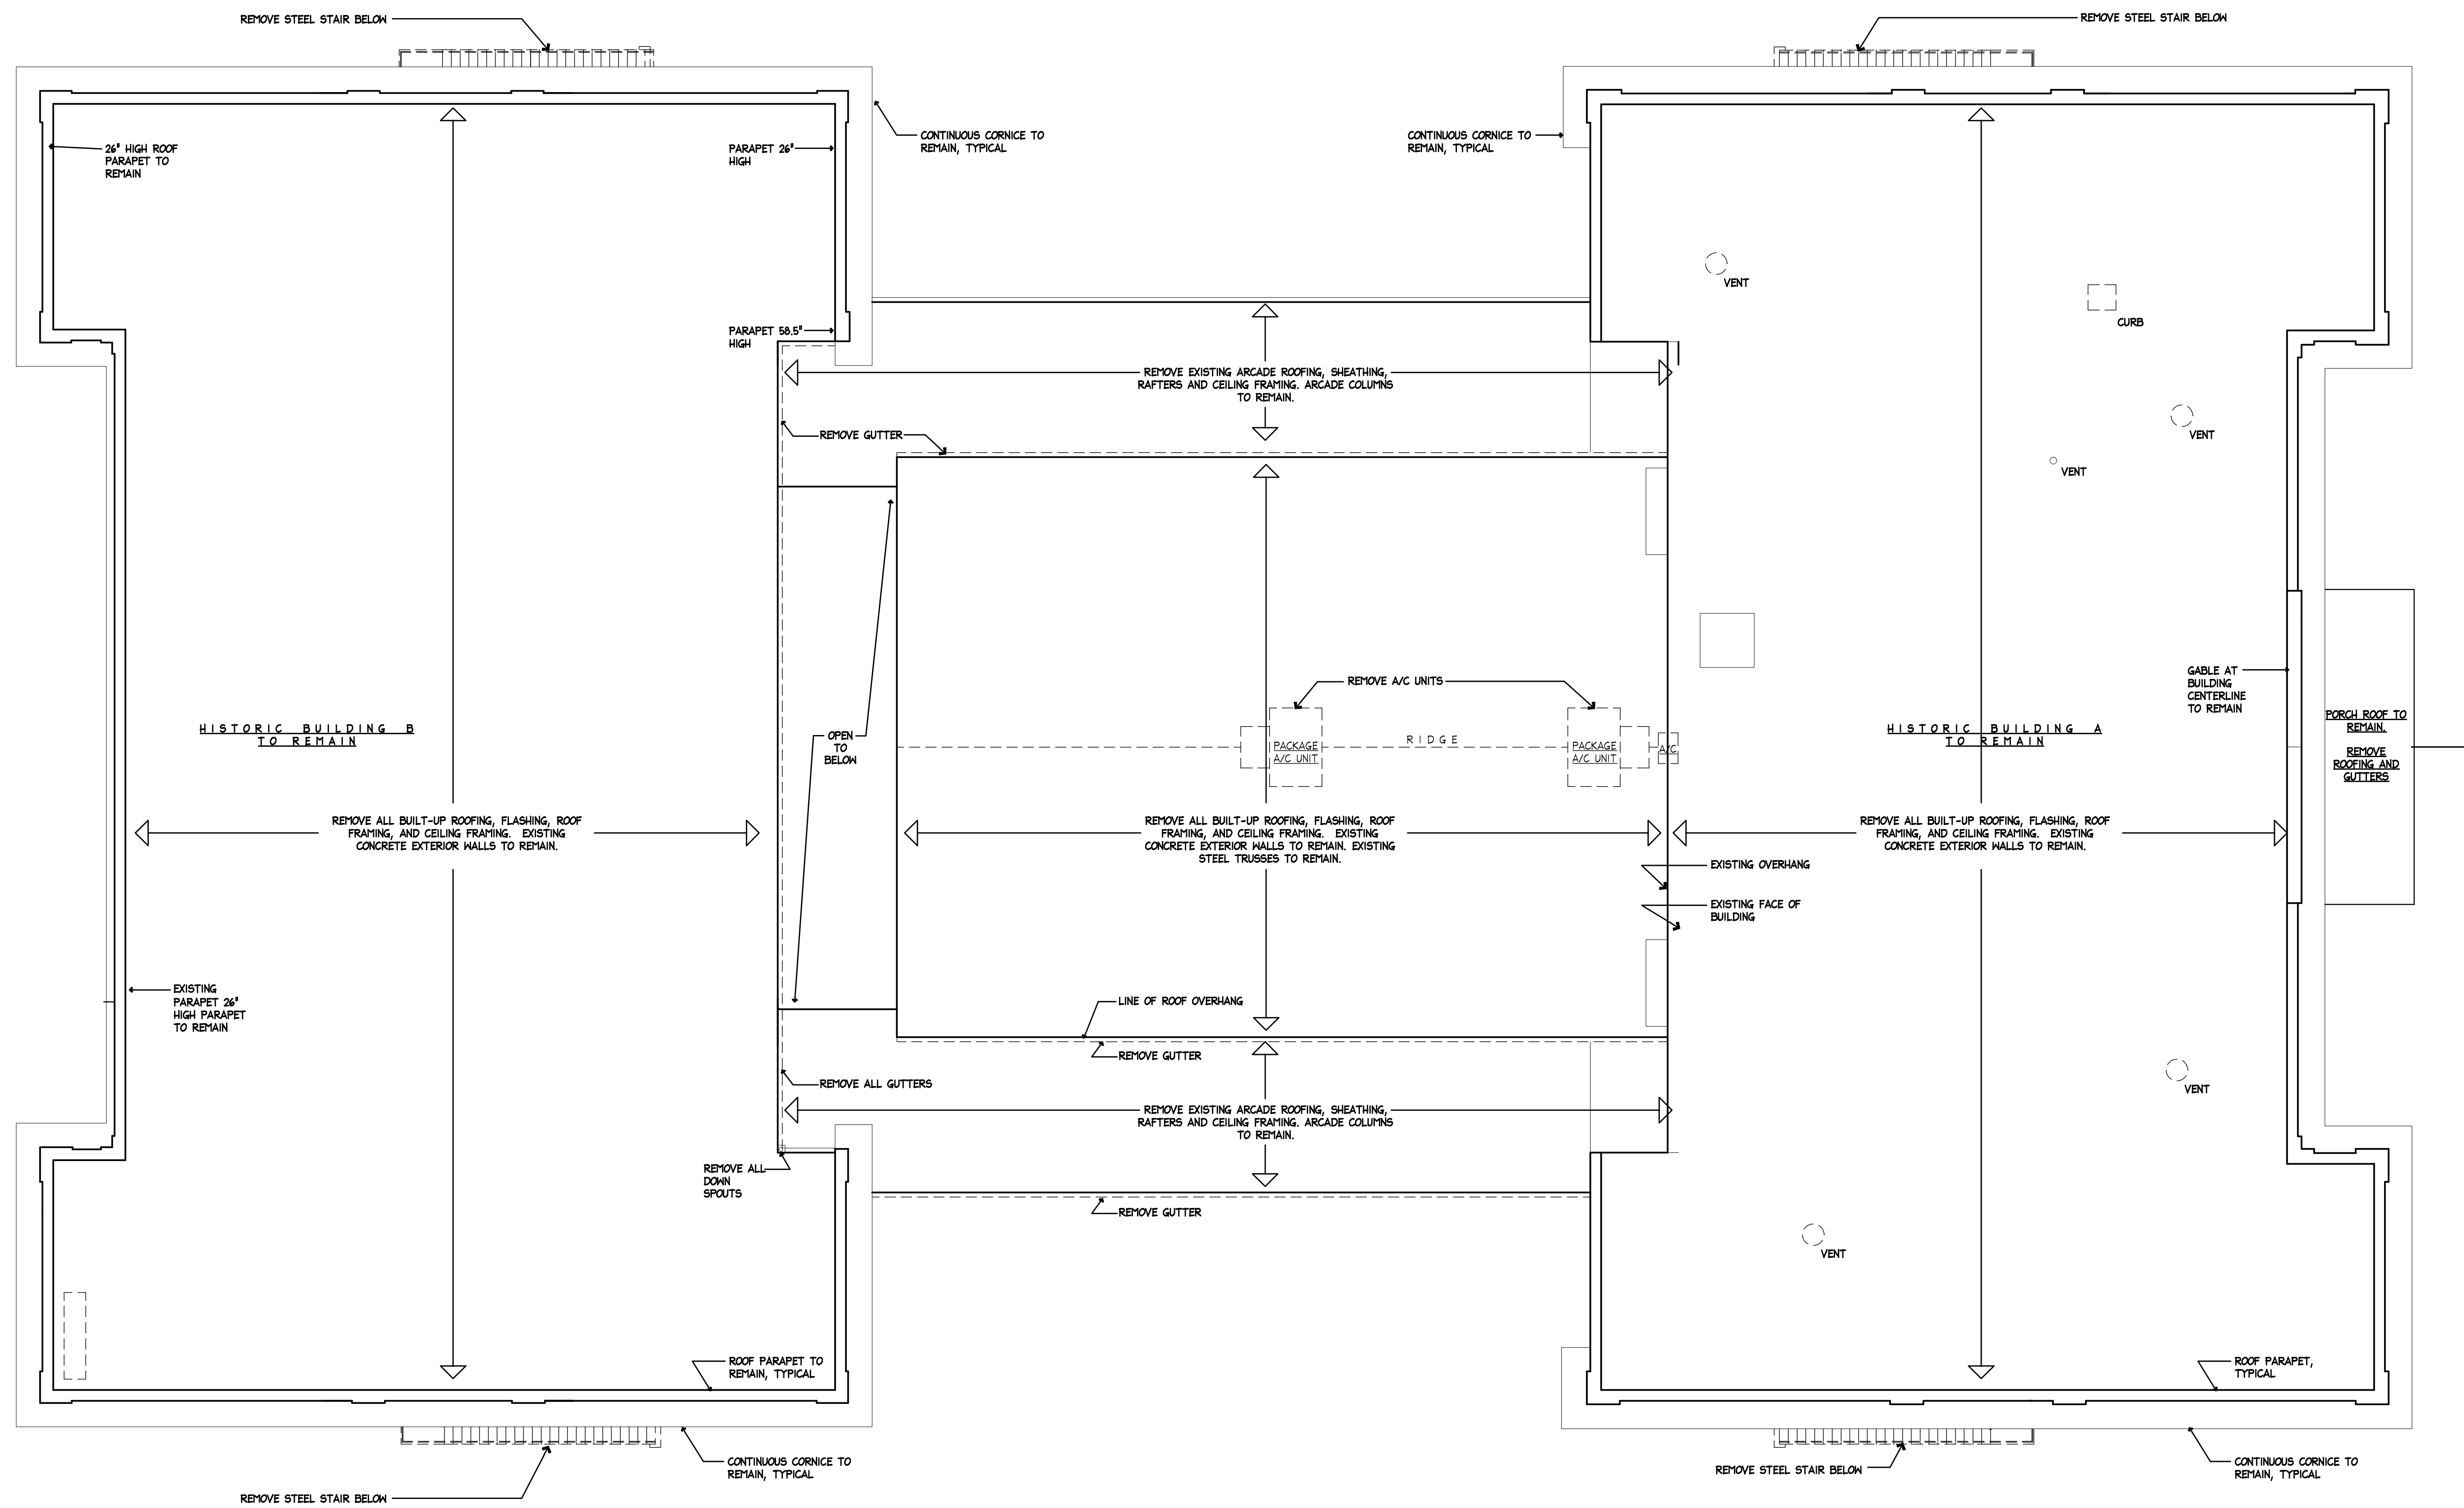 REMOVE STEEL STAIR BELOW
REMOVE STEEL STAIR BELOW
26" HIGH ROOF
PARAPET TO
REMAIN
PARAPET 26"
HIGH
CONTINUOUS CORNICE TO
REMAIN, TYPICAL
CONTINUOUS CORNICE TO
REMAIN, TYPICAL
VENT
CURB
PARAPET 58.5"
HIGH
REMOVE EXISTING ARCADE ROOFING, SHEATHING,
RAFTERS AND CEILING FRAMING. ARCADE COLUMNS
TO REMAIN.
REMOVE GUTTER
VENT
VENT
REMOVE A/C UNITS
GABLE AT
BUILDING
CENTERLINE
TO REMAIN
HISTORIC BUILDING B
TO REMAIN
OPEN
TO
BELOW
PACKAGE
A/C UNIT
RIDGE
PACKAGE
A/C UNIT
A/C
HISTORIC BUILDING A
TO REMAIN
PORCH ROOF TO
REMAIN.
REMOVE
ROOFING AND
GUTTERS
REMOVE ALL BUILT-UP ROOFING, FLASHING, ROOF
FRAMING, AND CEILING FRAMING. EXISTING
CONCRETE EXTERIOR WALLS TO REMAIN.
REMOVE ALL BUILT-UP ROOFING, FLASHING, ROOF
FRAMING, AND CEILING FRAMING. EXISTING
CONCRETE EXTERIOR WALLS TO REMAIN. EXISTING
STEEL TRUSSES TO REMAIN.
REMOVE ALL BUILT-UP ROOFING, FLASHING, ROOF
FRAMING, AND CEILING FRAMING. EXISTING
CONCRETE EXTERIOR WALLS TO REMAIN.
EXISTING OVERHANG
EXISTING FACE OF
BUILDING
EXISTING
PARAPET 26"
HIGH PARAPET
TO REMAIN
LINE OF ROOF OVERHANG
REMOVE GUTTER
REMOVE ALL GUTTERS
VENT
REMOVE EXISTING ARCADE ROOFING, SHEATHING,
RAFTERS AND CEILING FRAMING. ARCADE COLUMNS
TO REMAIN.
REMOVE ALL
DOWN
SPOUTS
REMOVE GUTTER
VENT
ROOF PARAPET TO
REMAIN, TYPICAL
ROOF PARAPET,
TYPICAL
CONTINUOUS CORNICE TO
REMAIN, TYPICAL
REMOVE STEEL STAIR BELOW
CONTINUOUS CORNICE TO
REMAIN, TYPICAL
REMOVE STEEL STAIR BELOW